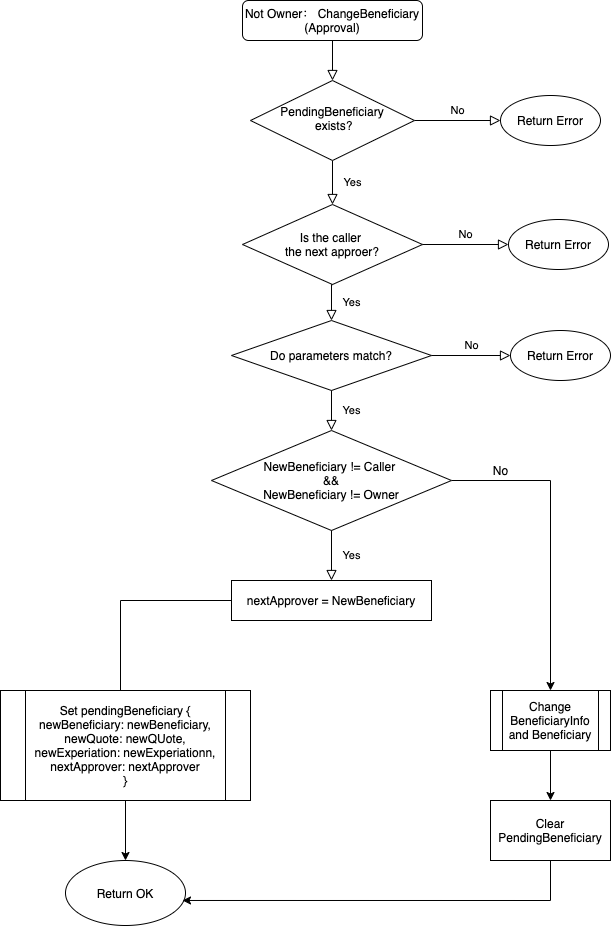 Not Owner:  ChangeBeneficiary
(Approval)
PendingBeneficiary
exists?
No
Return Error
Yes
Is the caller
the next approer?
No
Return Error
Yes
Do parameters match?
No
Return Error
Yes
NewBeneficiary != Caller
&&
NewBeneficiary != Owner
No
Yes
nextApprover = NewBeneficiary
Set pendingBeneficiary {
newBeneficiary: newBeneficiary,
newQuote: newQUote,
newExperiation: newExperiationn,
nextApprover: nextApprover
}
Change
BeneficiaryInfo
and Beneficiary
Clear
PendingBeneficiary
Return OK